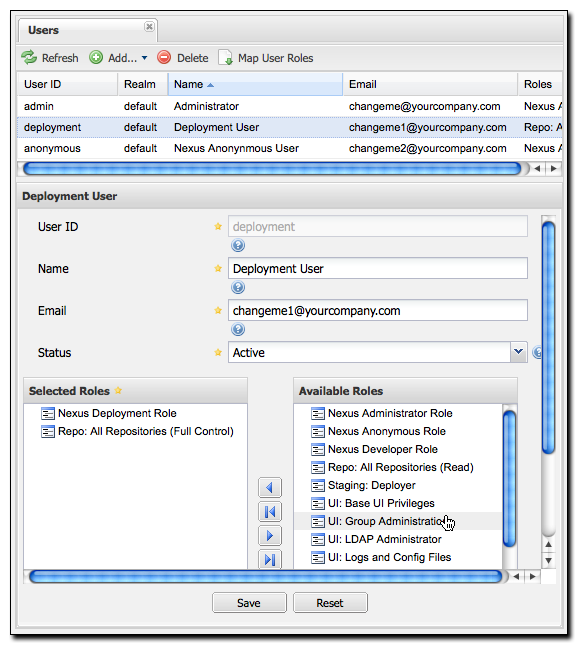 Users
Refresh Add... Delete Map User Roles
User ID Realm Name Email Roles
admin default Administrator changeme@yourcompany.com Nexus A
deployment default Deployment User changeme1@yourcompany.com Repo: A
anonymous default Nexus Anonynmous User changeme2@yourcompany.com Nexus A
Deployment User
User ID deployment
Name Deployment User
Email changeme1@yourcompany.com
Status Active
Selected Roles
Nexus Deployment Role
Repo: All Repositories (Full Control)
Available Roles
Nexus Administrator Role
Nexus Anonymous Role
Nexus Developer Role
Repo: All Repositories (Read)
Staging: Deployer
UI: Base UI Privileges
UI: Group Administratio
UI: LDAP Administrator
UI: Logs and Config Files
Save Reset